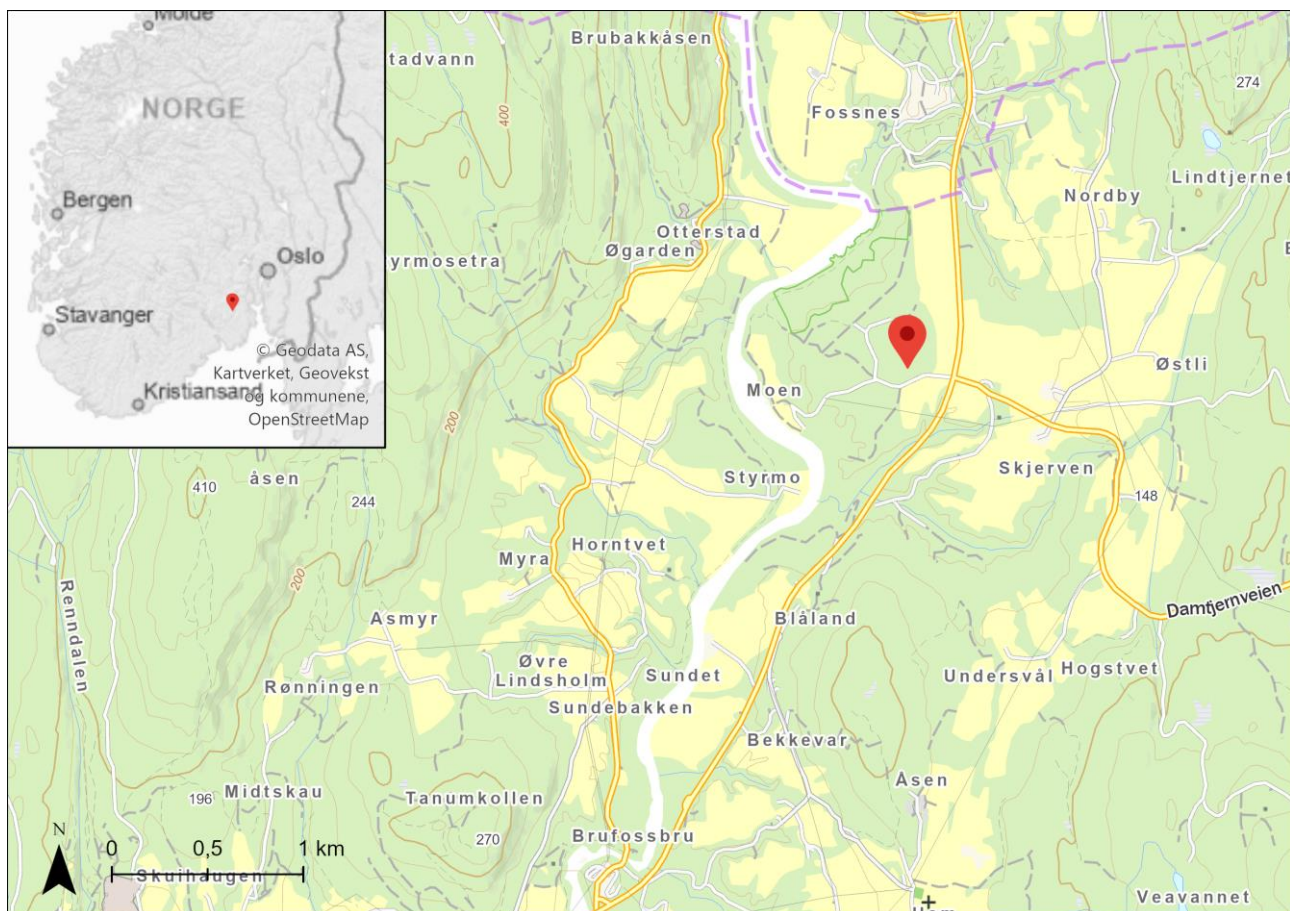 Molde
NORGE
Bergen
Oslo
Stavanger
Kristiansand
© Geodata AS,
Kartverket, Geovekst
og kommunene,
OpenStreetMap
Brubakkåsen
tadvann
400
Fossnes
274
Lindtjernet
Nordby
Otterstad
Øgarden
yrmosetra
Østli
Moen
200
Skjerven
Styrmo
410
åsen
244
148
Horntvet
Myra
200
Renndalen
Damtjernveien
Asmyr
Blåland
Øvre
Lindsholm
Sundet
Undersvål
Hogstvet
Rønningen
Sundebakken
Bekkevar
Åsen
196
Midtskau
Tanumkollen
270
Brufossbru
N
0 0,5 1 km
Skuihaugen
Veavannet